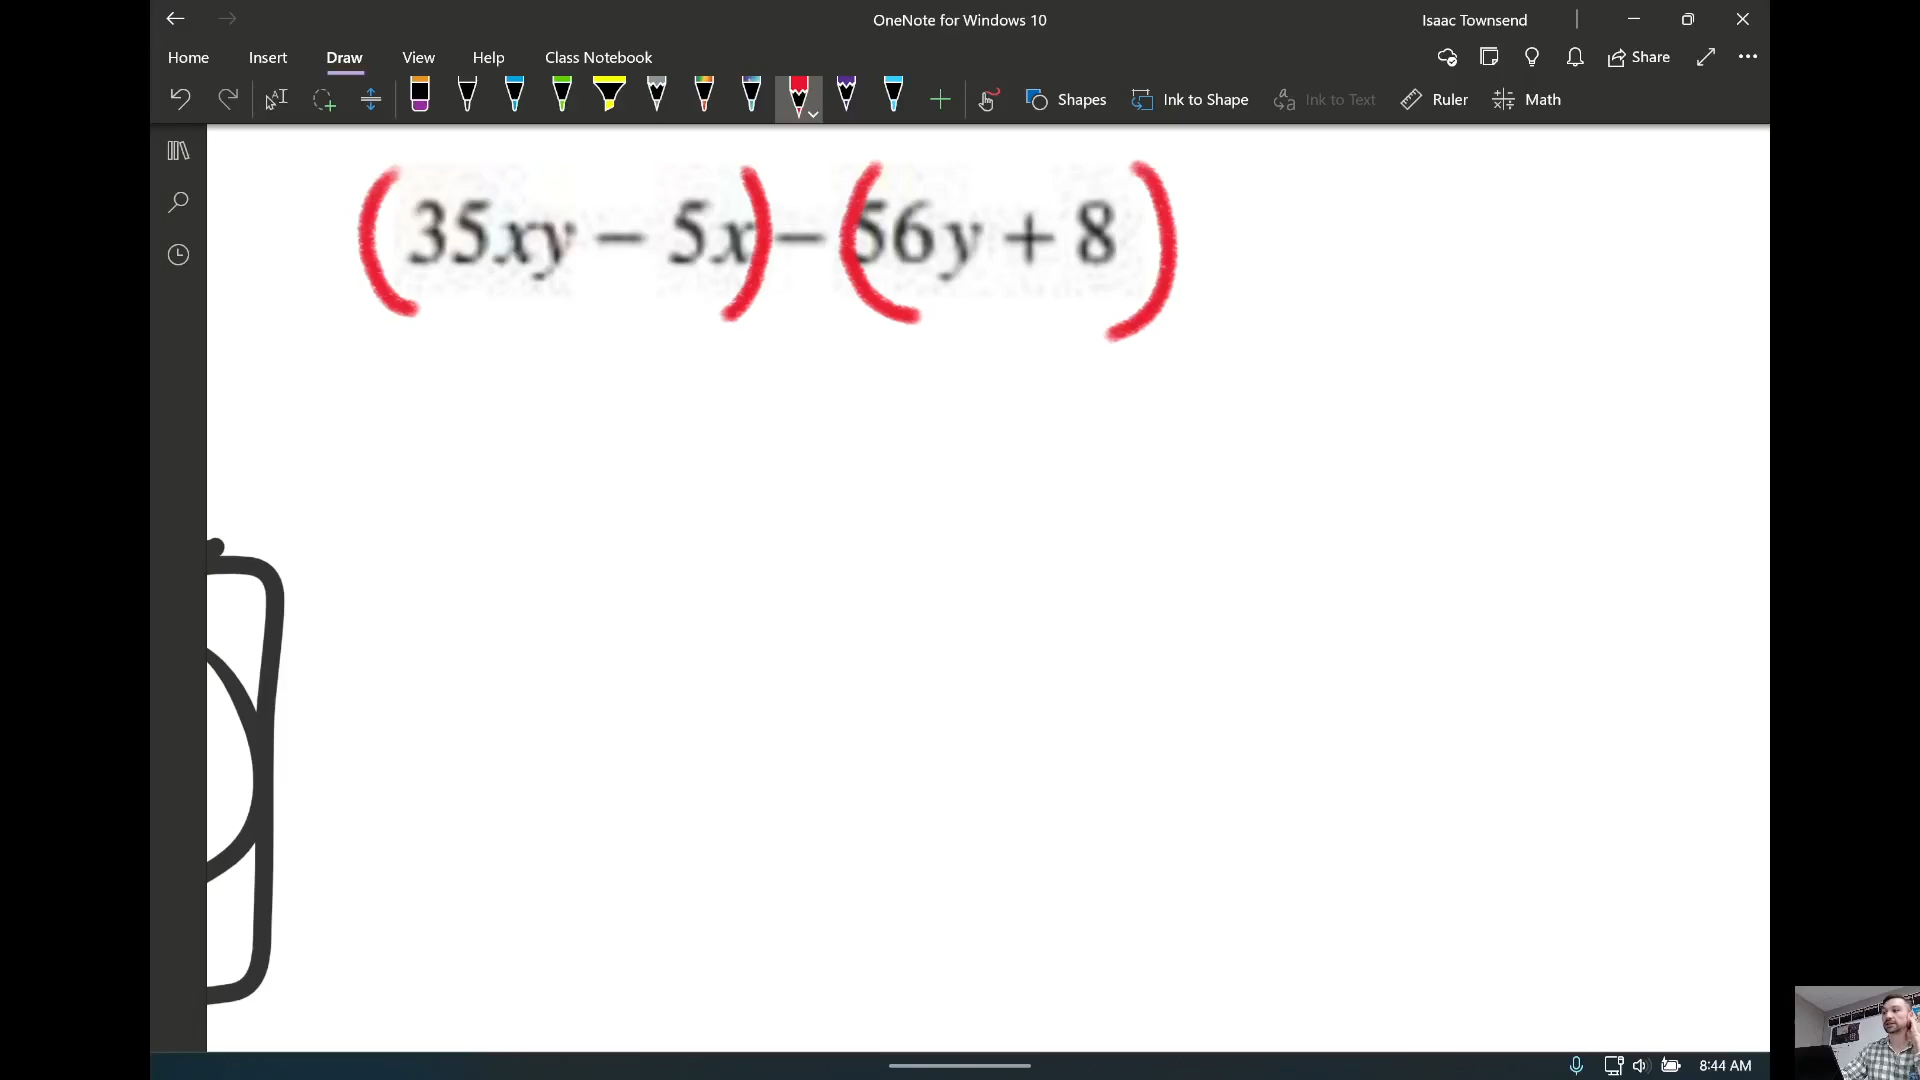 OneNote for Windows 10
Isaac Townsend
Home Insert Draw View Help Class Notebook
Share
Shapes Ink to Shape Ink to Text Ruler Math
(35xy − 5x) − (56y + 8)
8:44 AM